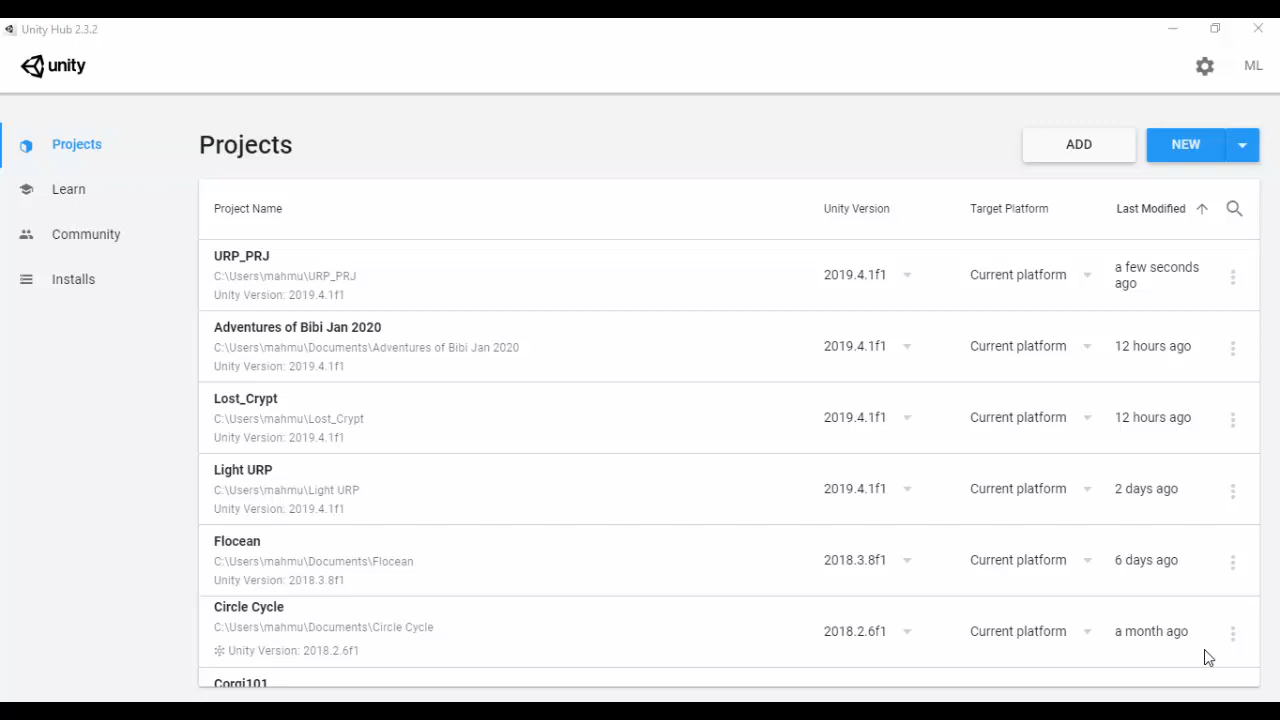 Unity Hub 2.3.2
unity
ML
Projects
Learn
Community
Installs
Projects
ADD
NEW
Project Name
Unity Version
Target Platform
Last Modified
URP_PRJ
C:\Users\mahmu\URP_PRJ
Unity Version: 2019.4.1f1
2019.4.1f1
Current platform
a few seconds
ago
Adventures of Bibi Jan 2020
C:\Users\mahmu\Documents\Adventures of Bibi Jan 2020
Unity Version: 2019.4.1f1
2019.4.1f1
Current platform
12 hours ago
Lost_Crypt
C:\Users\mahmu\Lost_Crypt
Unity Version: 2019.4.1f1
2019.4.1f1
Current platform
12 hours ago
Light URP
C:\Users\mahmu\Light URP
Unity Version: 2019.4.1f1
2019.4.1f1
Current platform
2 days ago
Flocean
C:\Users\mahmu\Documents\Flocean
Unity Version: 2018.3.8f1
2018.3.8f1
Current platform
6 days ago
Circle Cycle
C:\Users\mahmu\Documents\Circle Cycle
Unity Version: 2018.2.6f1
2018.2.6f1
Current platform
a month ago
Corgi101